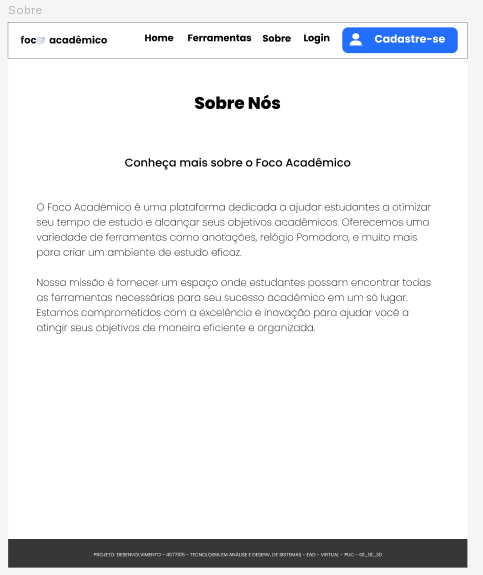 Sobre
foco acadêmico Home Ferramentas Sobre Login Cadastre-se
Sobre Nós
Conheça mais sobre o Foco Acadêmico
O Foco Acadêmico é uma plataforma dedicada a ajudar estudantes a otimizar
seu tempo de estudo e alcançar seus objetivos acadêmicos. Oferecemos uma
variedade de ferramentas como anotações, relógio Pomodoro, e muito mais
para criar um ambiente de estudo eficaz.
Nossa missão é fornecer um espaço onde estudantes possam encontrar todas
as ferramentas necessárias para seu sucesso acadêmico em um só lugar.
Estamos comprometidos com a excelência e inovação para ajudar você a
atingir seus objetivos de maneira eficiente e organizada.
PROJETO: DESENVOLVIMENTO - 4517105 - TECNOLOGIA EM ANÁLISE E DESENV. DE SISTEMAS - EAD - VIRTUAL - PUC - G1_18_30